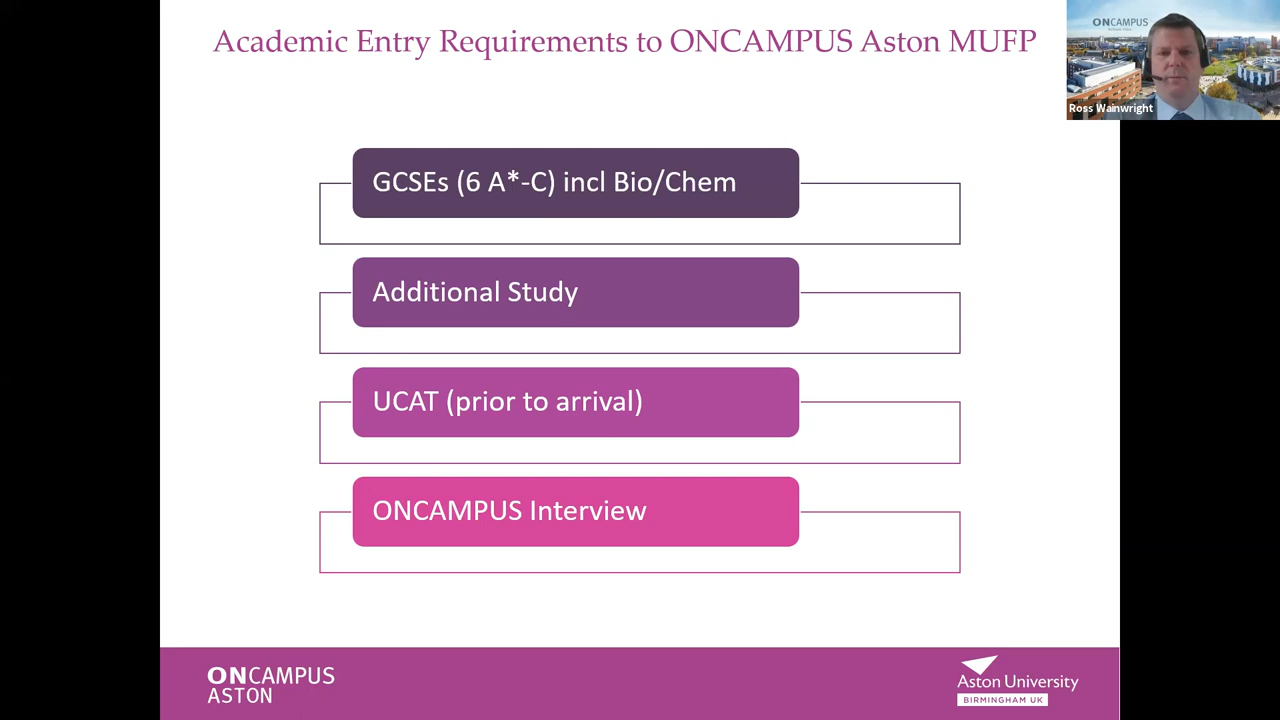 Academic Entry Requirements to ONCAMPUS Aston MUFP
ONCAMPUS
Ross Wainwright
GCSEs (6 A*-C) incl Bio/Chem
Additional Study
UCAT (prior to arrival)
ONCAMPUS Interview
ONCAMPUS
ASTON
Aston University
BIRMINGHAM UK